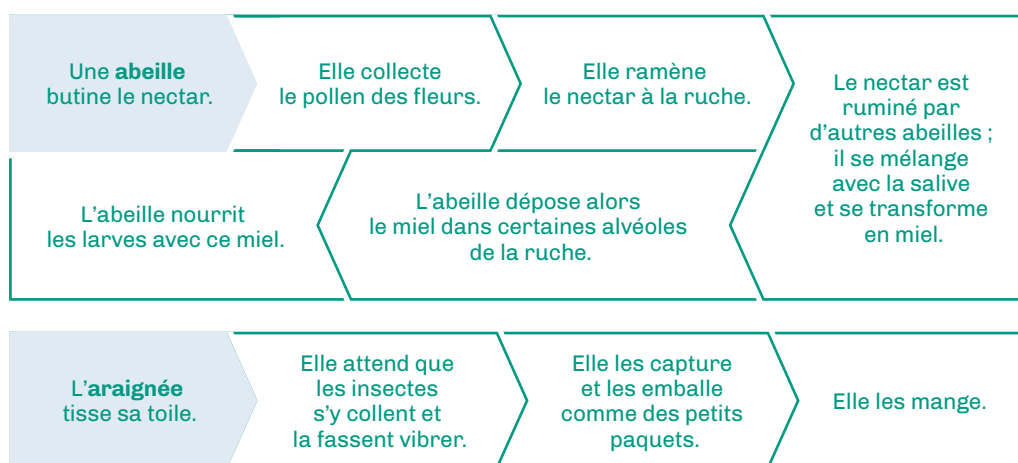 Une abeille
butine le nectar.
Elle collecte
le pollen des fleurs.
Elle ramène
le nectar à la ruche.
Le nectar est
ruminé par
d'autres abeilles ;
il se mélange
avec la salive
et se transforme
en miel.
L'abeille dépose alors
le miel dans certaines alvéoles
de la ruche.
L'abeille nourrit
les larves avec ce miel.
L'araignée
tisse sa toile.
Elle attend que
les insectes
s'y collent et
la fassent vibrer.
Elle les capture
et les emballe
comme des petits
paquets.
Elle les mange.